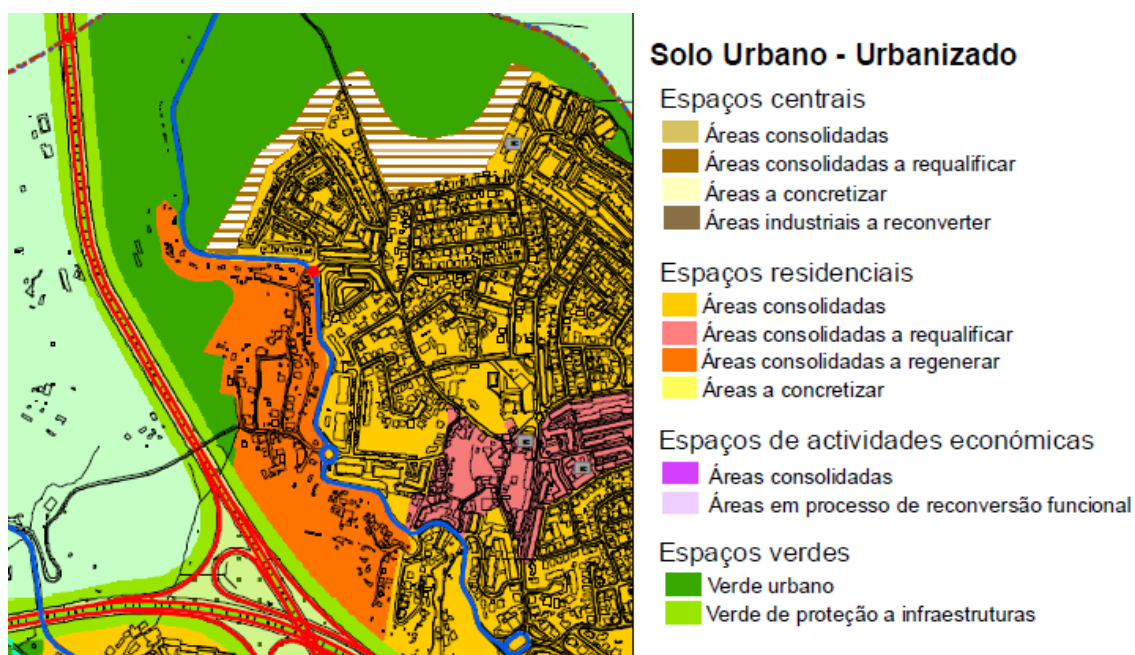 Solo Urbano - Urbanizado
Espaços centrais
Áreas consolidadas
Áreas consolidadas a requalificar
Áreas a concretizar
Áreas industriais a reconverter
Espaços residenciais
Áreas consolidadas
Áreas consolidadas a requalificar
Áreas consolidadas a regenerar
Áreas a concretizar
Espaços de actividades económicas
Áreas consolidadas
Áreas em processo de reconversão funcional
Espaços verdes
Verde urbano
Verde de proteção a infraestruturas